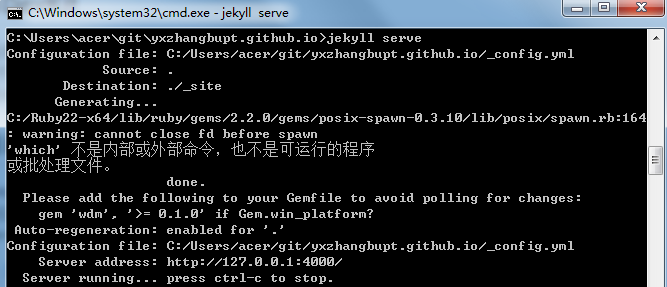 C:\Windows\system32\cmd.exe - jekyll serve
C:\Users\acer\git\yxzhangbupt.github.io>jekyll serve
Configuration file: C:/Users/acer/git/yxzhangbupt.github.io/_config.yml
Source: .
Destination: ./_site
Generating...
C:/Ruby22-x64/lib/ruby/gems/2.2.0/gems/posix-spawn-0.3.10/lib/posix/spawn.rb:164
: warning: cannot close fd before spawn
'which' 不是内部或外部命令，也不是可运行的程序
或批处理文件。
done.
Please add the following to your Gemfile to avoid polling for changes:
gem 'wdm', '>= 0.1.0' if Gem.win_platform?
Auto-regeneration: enabled for '.'
Configuration file: C:/Users/acer/git/yxzhangbupt.github.io/_config.yml
Server address: http://127.0.0.1:4000/
Server running... press ctrl-c to stop.